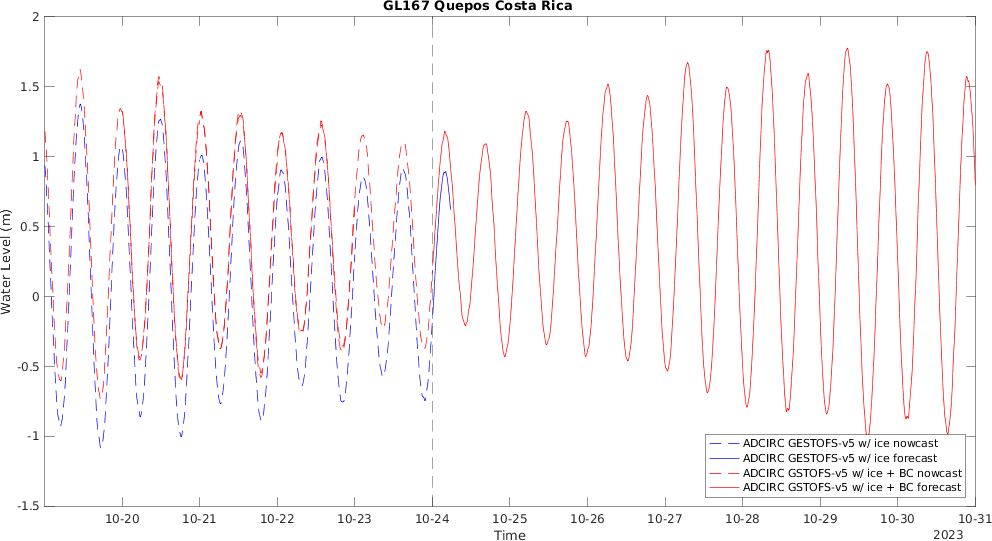 GL167 Quepos Costa Rica
2
1.5
1
0.5
0
-0.5
-1
-1.5
Water Level (m)
ADCIRC GESTOFS-v5 w/ ice nowcast
ADCIRC GESTOFS-v5 w/ ice forecast
ADCIRC GSTOFS-v5 w/ ice + BC nowcast
ADCIRC GSTOFS-v5 w/ ice + BC forecast
10-20 10-21 10-22 10-23 10-24 10-25 10-26 10-27 10-28 10-29 10-30 10-31
Time
2023